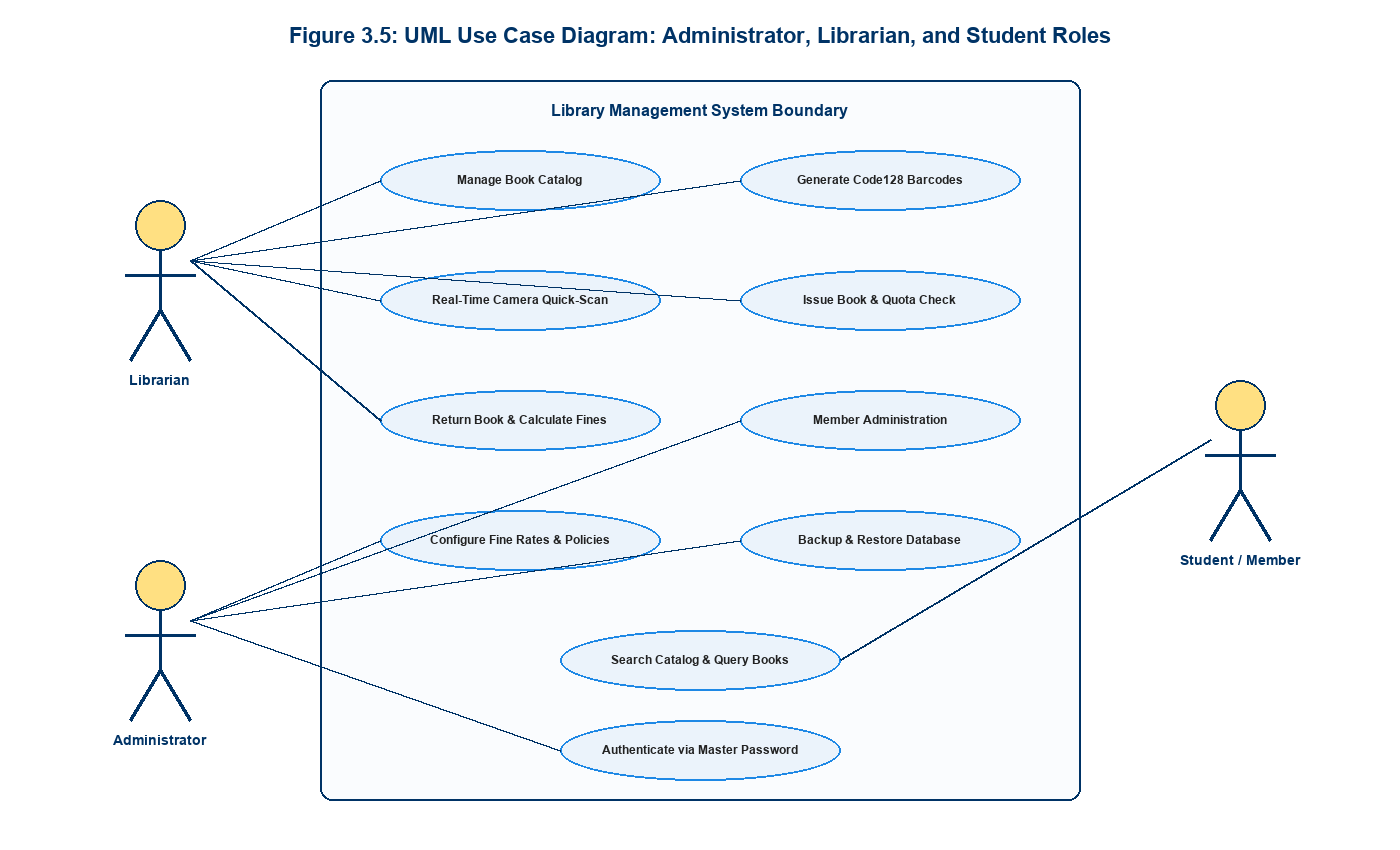 Figure 3.5: UML Use Case Diagram: Administrator, Librarian, and Student Roles
Library Management System Boundary
Manage Book Catalog
Generate Code128 Barcodes
Real-Time Camera Quick-Scan
Issue Book & Quota Check
Librarian
Return Book & Calculate Fines
Member Administration
Configure Fine Rates & Policies
Backup & Restore Database
Student / Member
Search Catalog & Query Books
Administrator
Authenticate via Master Password